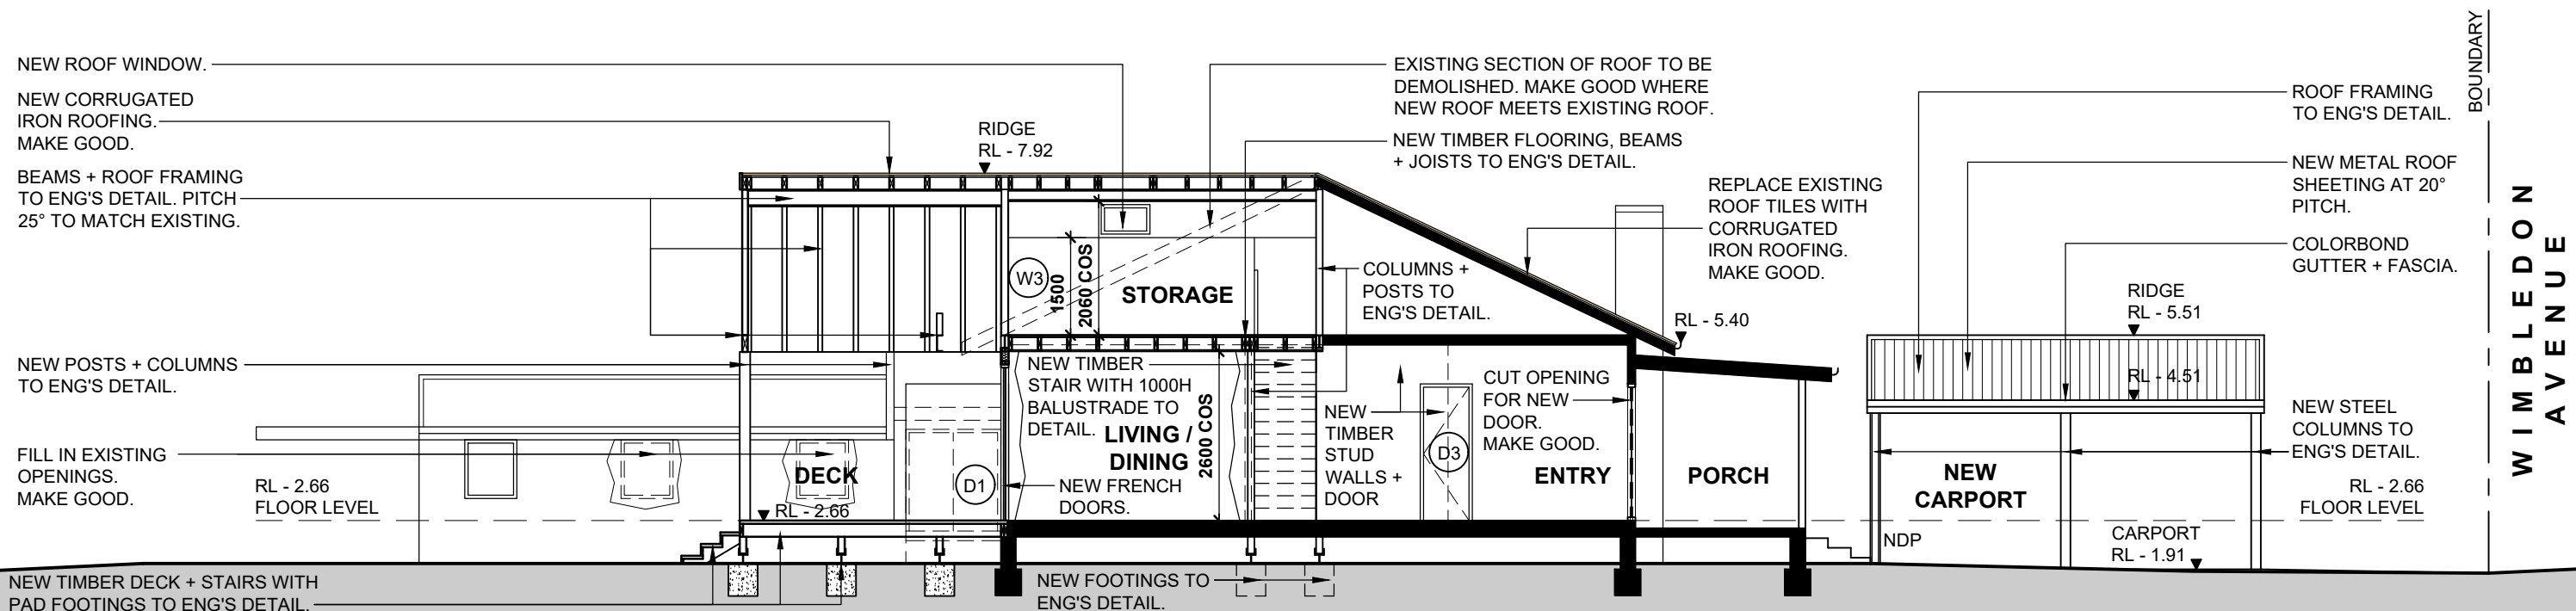 NEW ROOF WINDOW.
NEW CORRUGATED
IRON ROOFING.
MAKE GOOD.
BEAMS + ROOF FRAMING
TO ENG'S DETAIL. PITCH
25° TO MATCH EXISTING.
NEW POSTS + COLUMNS
TO ENG'S DETAIL.
FILL IN EXISTING
OPENINGS.
MAKE GOOD.
RL - 2.66
FLOOR LEVEL
NEW TIMBER DECK + STAIRS WITH
PAD FOOTINGS TO ENG'S DETAIL.
RIDGE
RL - 7.92
W3
1500
2060 COS
STORAGE
DECK
RL - 2.66
D1
NEW TIMBER
STAIR WITH 1000H
BALUSTRADE TO
DETAIL.
LIVING /
DINING
2600 COS
NEW FRENCH
DOORS.
NEW FOOTINGS TO
ENG'S DETAIL.
EXISTING SECTION OF ROOF TO BE
DEMOLISHED. MAKE GOOD WHERE
NEW ROOF MEETS EXISTING ROOF.
NEW TIMBER FLOORING, BEAMS
+ JOISTS TO ENG'S DETAIL.
COLUMNS +
POSTS TO
ENG'S DETAIL.
NEW
TIMBER
STUD
WALLS +
DOOR
D3
CUT OPENING
FOR NEW
DOOR.
MAKE GOOD.
ENTRY
REPLACE EXISTING
ROOF TILES WITH
CORRUGATED
IRON ROOFING.
MAKE GOOD.
RL - 5.40
PORCH
NDP
RIDGE
RL - 5.51
RL - 4.51
NEW
CARPORT
CARPORT
RL - 1.91
ROOF FRAMING
TO ENG'S DETAIL.
NEW METAL ROOF
SHEETING AT 20°
PITCH.
COLORBOND
GUTTER + FASCIA.
NEW STEEL
COLUMNS TO
ENG'S DETAIL.
RL - 2.66
FLOOR LEVEL
BOUNDARY
WIMBLEDON
AVENUE